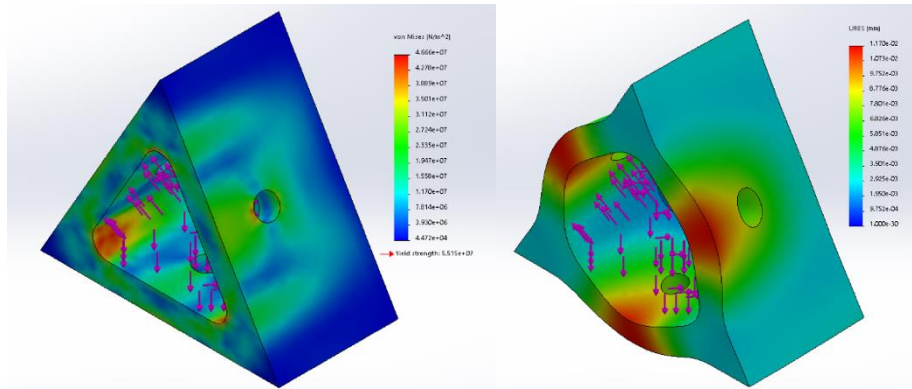 von Mises (N/m^2)
4.666e+07
4.278e+07
3.889e+07
3.501e+07
3.112e+07
2.724e+07
2.335e+07
1.947e+07
1.558e+07
1.170e+07
7.814e+06
3.930e+06
4.472e+04
Yield strength: 5.515e+07
URES (mm)
1.170e-02
1.073e-02
9.752e-03
8.776e-03
7.801e-03
6.826e-03
5.851e-03
4.876e-03
3.901e-03
2.925e-03
1.950e-03
9.752e-04
1.000e-30